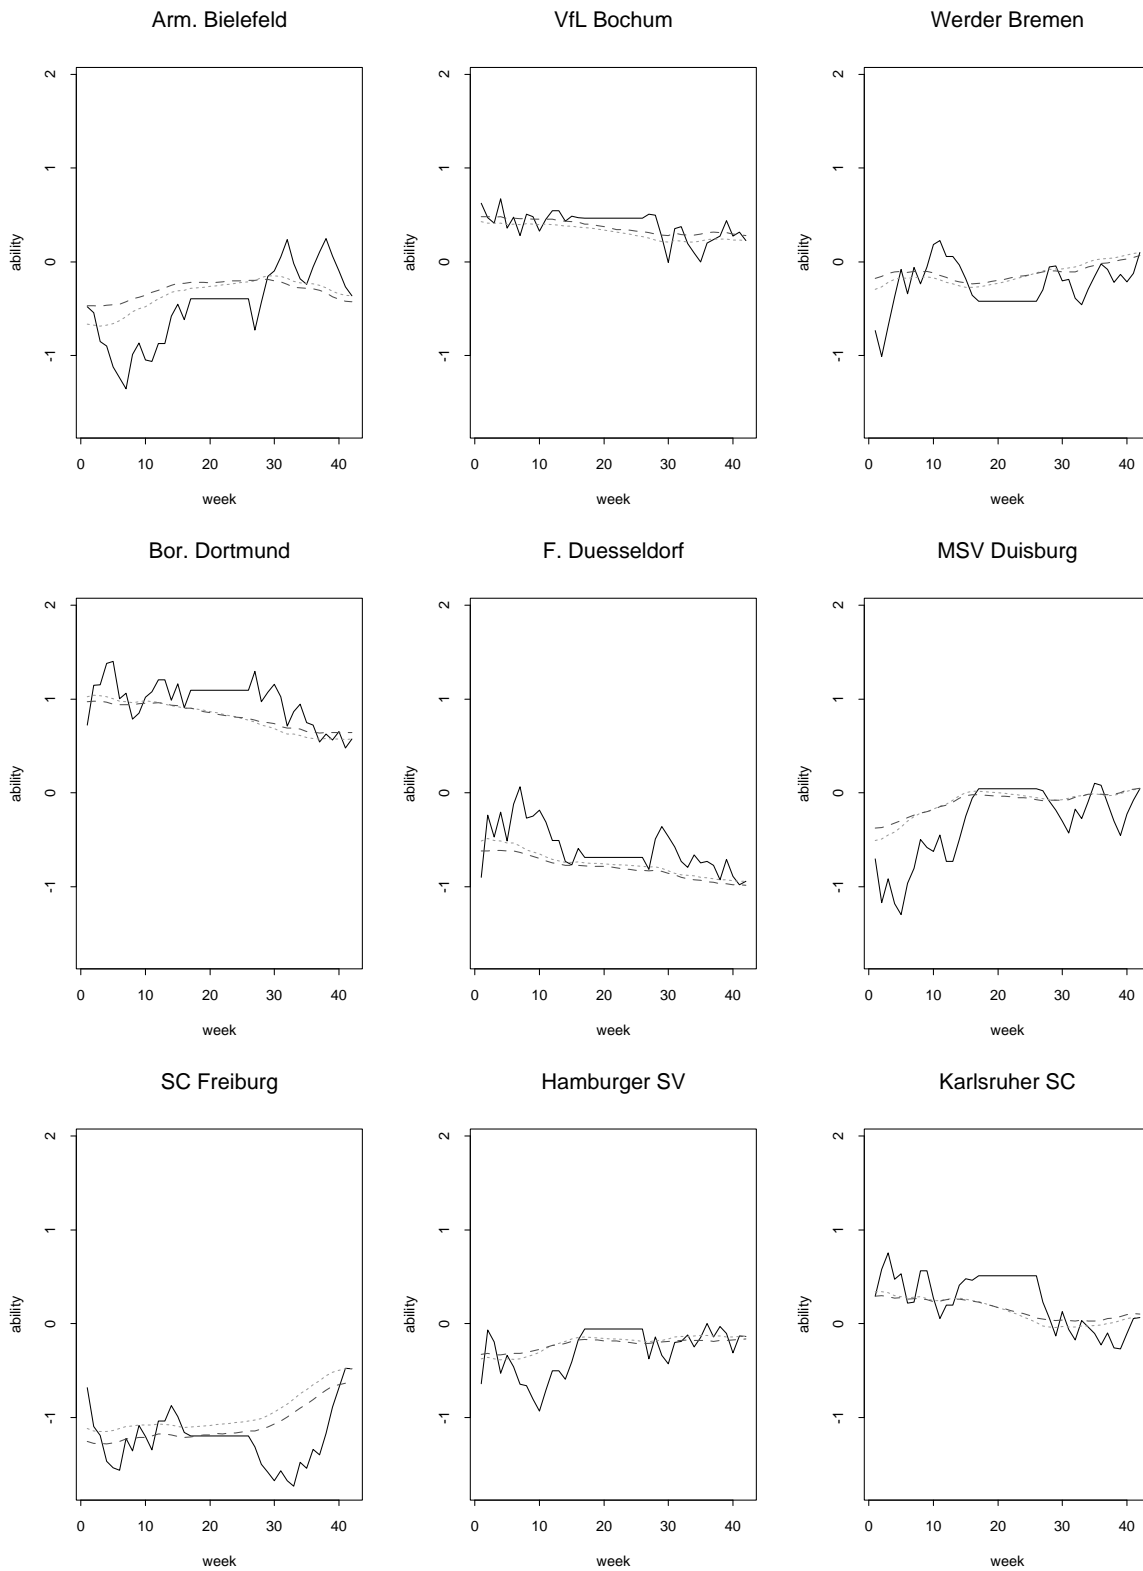 Arm. Bielefeld
VfL Bochum
Werder Bremen
ability
2
1
0
-1
0 10 20 30 40
week
ability
2
1
0
-1
0 10 20 30 40
week
ability
2
1
0
-1
0 10 20 30 40
week
Bor. Dortmund
F. Duesseldorf
MSV Duisburg
ability
2
1
0
-1
0 10 20 30 40
week
ability
2
1
0
-1
0 10 20 30 40
week
ability
2
1
0
-1
0 10 20 30 40
week
SC Freiburg
Hamburger SV
Karlsruher SC
ability
2
1
0
-1
0 10 20 30 40
week
ability
2
1
0
-1
0 10 20 30 40
week
ability
2
1
0
-1
0 10 20 30 40
week